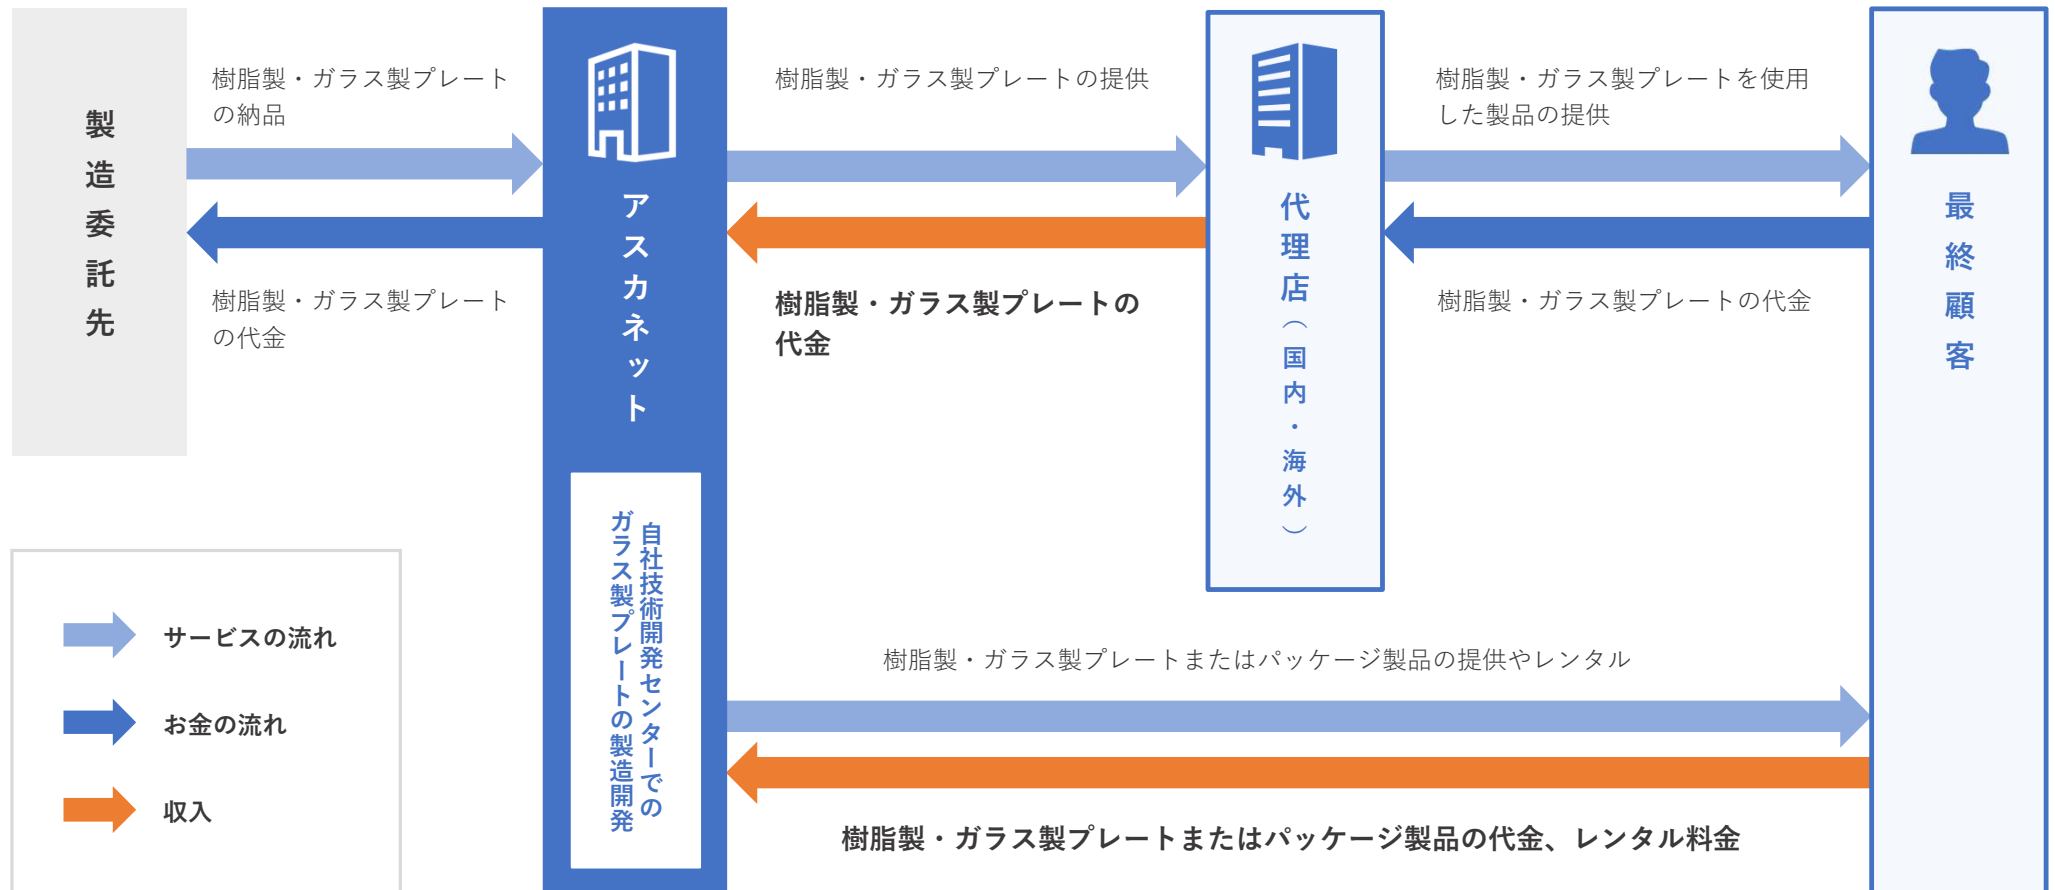 製造委託先
樹脂製・ガラス製プレート
の納品
樹脂製・ガラス製プレート
の代金
アスカネット
自社技術開発センターでの
ガラス製プレートの製造開発
樹脂製・ガラス製プレートの提供
樹脂製・ガラス製プレートの
代金
代理店(国内・海外)
樹脂製・ガラス製プレートを使用
した製品の提供
樹脂製・ガラス製プレートの代金
最終顧客
樹脂製・ガラス製プレートまたはパッケージ製品の提供やレンタル
樹脂製・ガラス製プレートまたはパッケージ製品の代金、レンタル料金
サービスの流れ
お金の流れ
収入